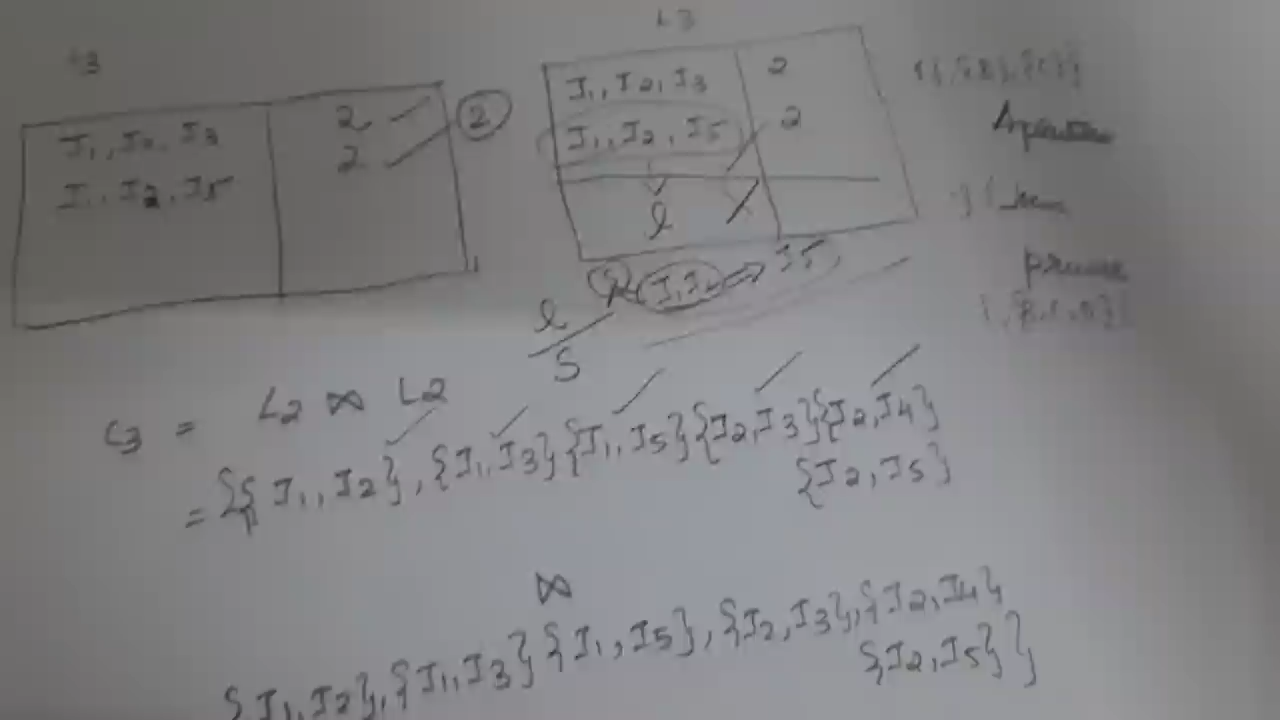 C3
I1, I2, I3 2
I1, I2, I5 2
2
L3
I1, I2, I3 2
I1, I2, I5 2
l
I1, I2 => I5
l
S
prune
C3 = L2 ⋈ L2
= {{I1, I2}, {I1, I3} {I1, I5} {I2, I3} {I2, I4}
{I2, I5}
⋈
{I1, I2}, {I1, I3} {I1, I5}, {I2, I3}, {I2, I4}
{I2, I5}}